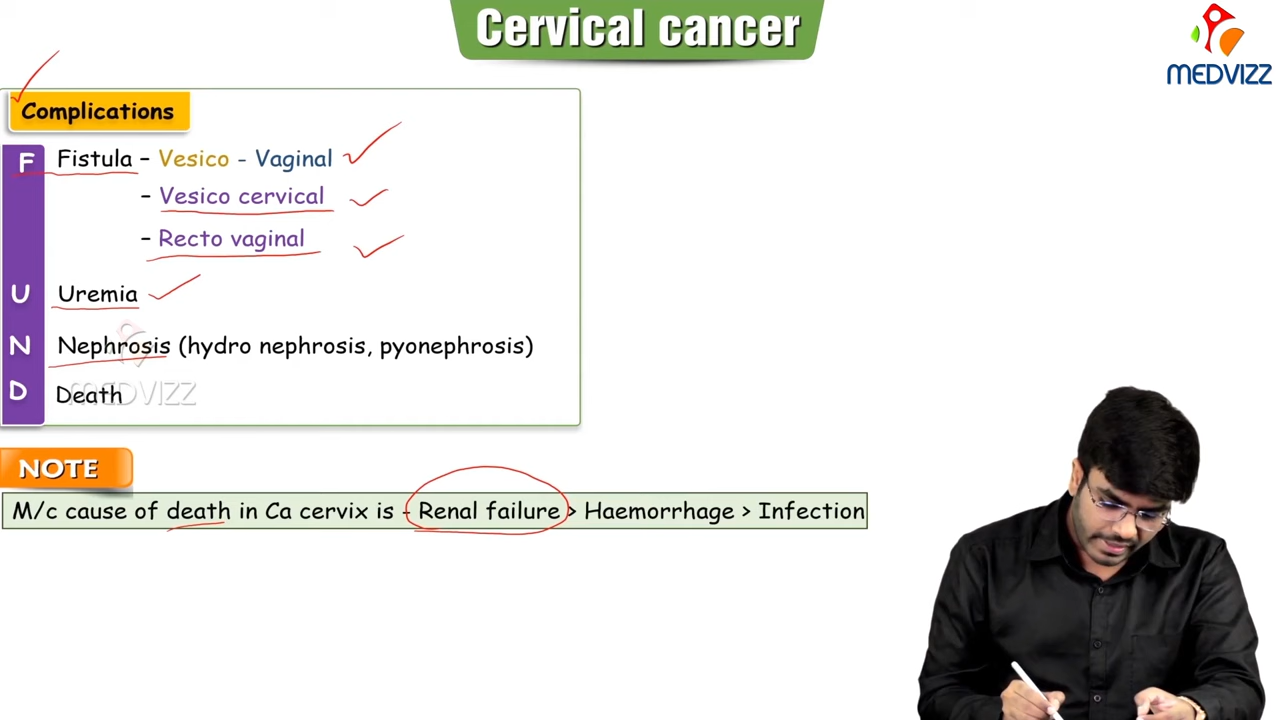 Cervical cancer
MEDVIZZ
Complications
F Fistula – Vesico - Vaginal
– Vesico cervical
– Recto vaginal
U Uremia
N Nephrosis (hydro nephrosis, pyonephrosis)
D Death
MEDVIZZ
NOTE
M/c cause of death in Ca cervix is - Renal failure > Haemorrhage > Infection